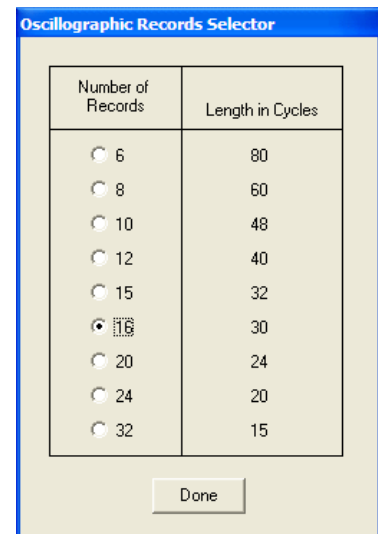 Oscillographic Records Selector
Number of
Records
Length in Cycles
6 80
8 60
10 48
12 40
15 32
16 30
20 24
24 20
32 15
Done